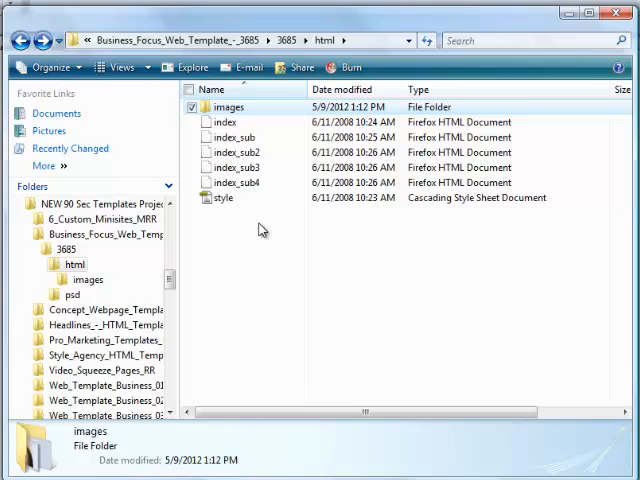 « Business_Focus_Web_Template_-_3685 ▸ 3685 ▸ html ▸
Search
Organize Views Explore E-mail Share Burn
Favorite Links
Documents
Pictures
Recently Changed
More »
Folders
NEW 90 Sec Templates Projec
6_Custom_Minisites_MRR
Business_Focus_Web_Temp
3685
html
images
psd
Concept_Webpage_Templa
Headlines_-_HTML_Templa
Pro_Marketing_Templates_
Style_Agency_HTML_Temp
Video_Squeeze_Pages_RR
Web_Template_Business_01
Web_Template_Business_02
Web_Template_Business_03
Name Date modified Type Size
images 5/9/2012 1:12 PM File Folder
index 6/11/2008 10:24 AM Firefox HTML Document
index_sub 6/11/2008 10:25 AM Firefox HTML Document
index_sub2 6/11/2008 10:26 AM Firefox HTML Document
index_sub3 6/11/2008 10:26 AM Firefox HTML Document
index_sub4 6/11/2008 10:26 AM Firefox HTML Document
style 6/11/2008 10:23 AM Cascading Style Sheet Document
images
File Folder
Date modified: 5/9/2012 1:12 PM